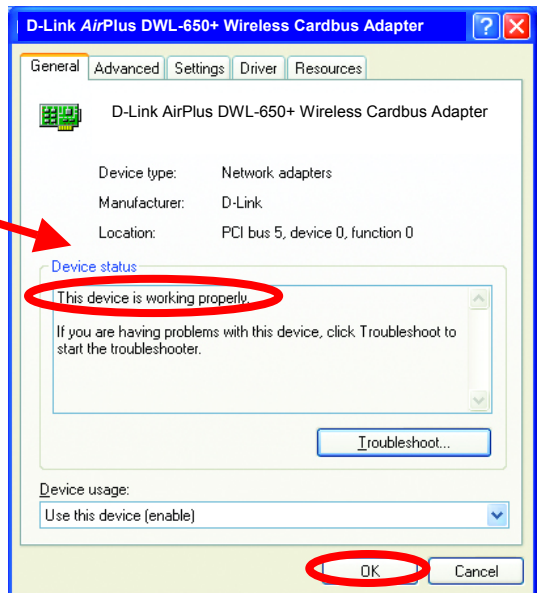 D-Link AirPlus DWL-650+ Wireless Cardbus Adapter
General Advanced Settings Driver Resources
D-Link AirPlus DWL-650+ Wireless Cardbus Adapter
Device type: Network adapters
Manufacturer: D-Link
Location: PCI bus 5, device 0, function 0
Device status
This device is working properly.
If you are having problems with this device, click Troubleshoot to
start the troubleshooter.
Troubleshoot...
Device usage:
Use this device (enable)
OK Cancel